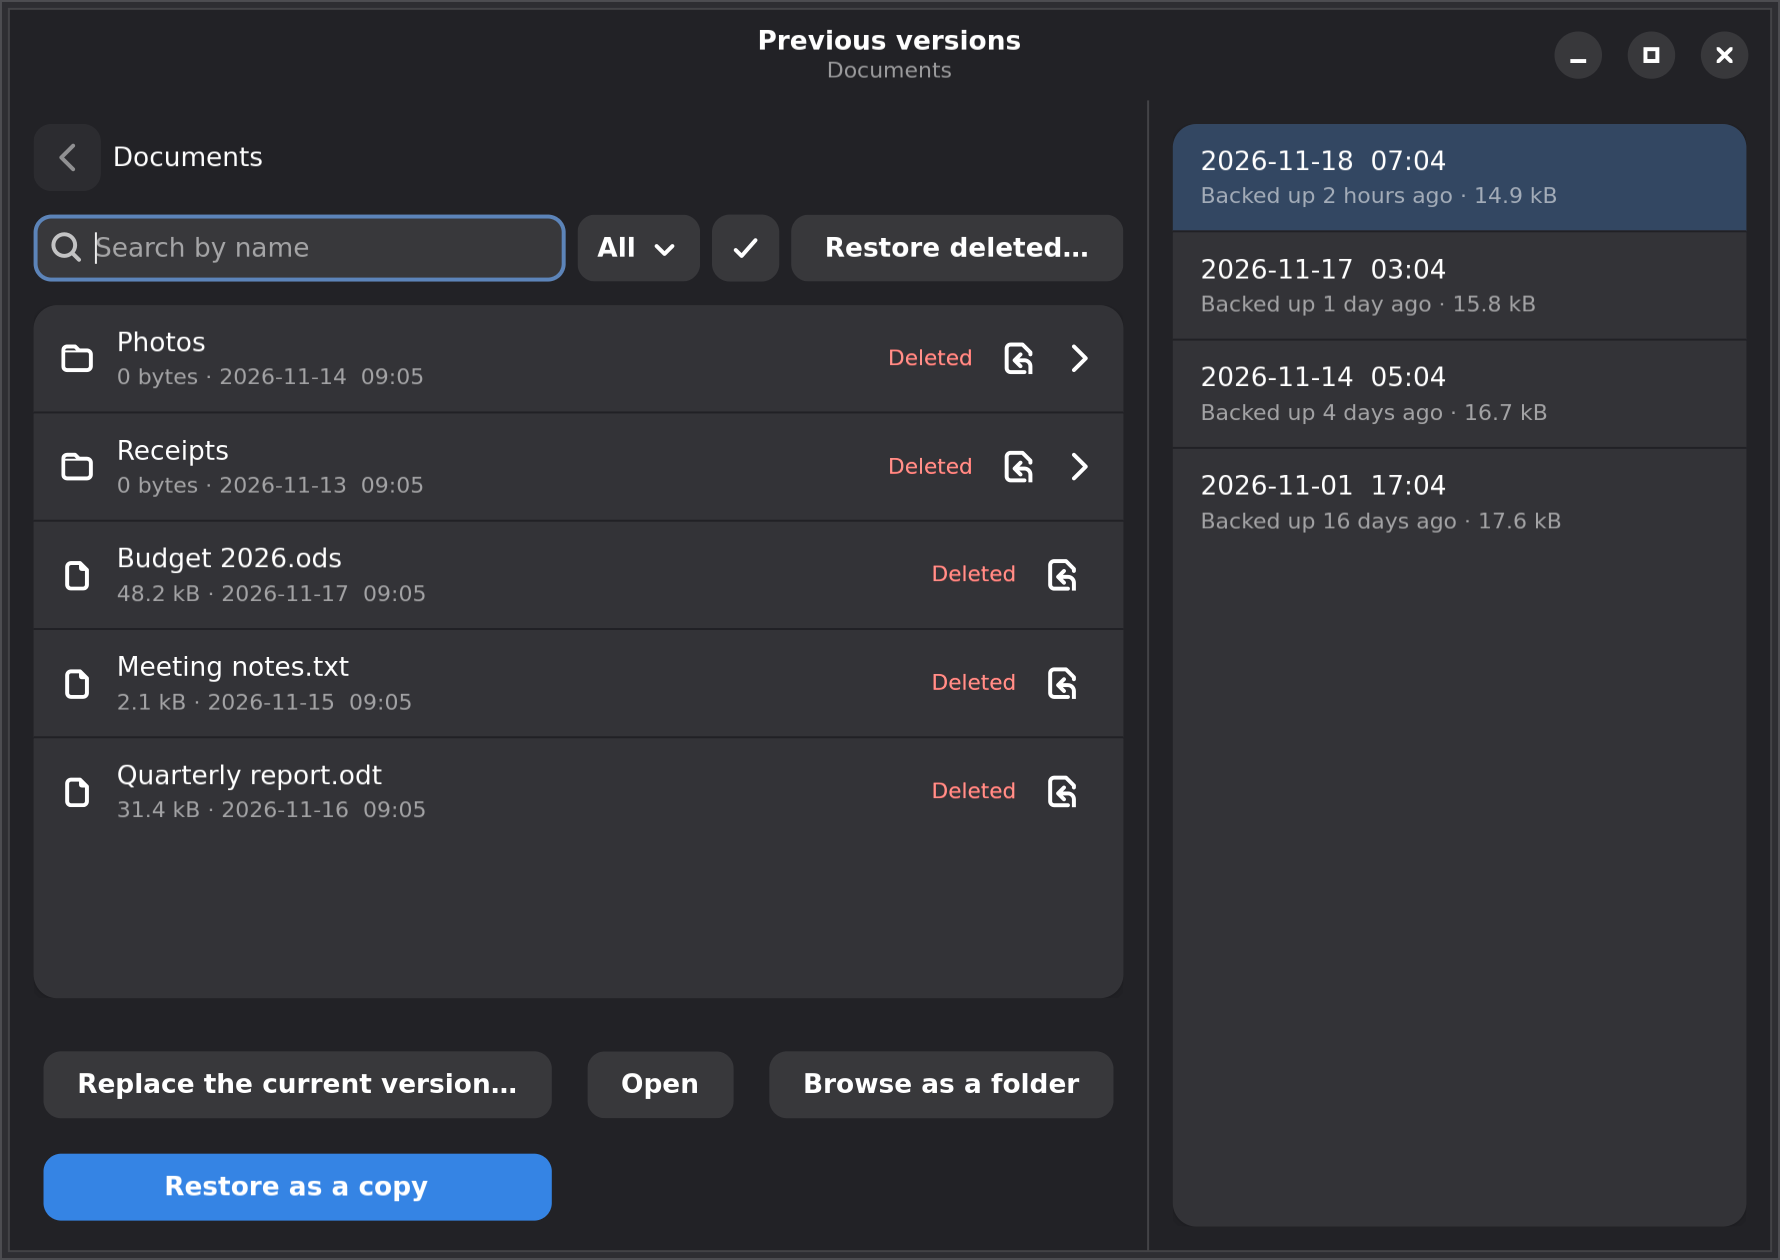 Previous versions
Documents
Documents
Search by name
All
Restore deleted…
Photos
0 bytes · 2026-11-14  09:05
Deleted
Receipts
0 bytes · 2026-11-13  09:05
Deleted
Budget 2026.ods
48.2 kB · 2026-11-17  09:05
Deleted
Meeting notes.txt
2.1 kB · 2026-11-15  09:05
Deleted
Quarterly report.odt
31.4 kB · 2026-11-16  09:05
Deleted
Replace the current version…
Open
Browse as a folder
Restore as a copy
2026-11-18  07:04
Backed up 2 hours ago · 14.9 kB
2026-11-17  03:04
Backed up 1 day ago · 15.8 kB
2026-11-14  05:04
Backed up 4 days ago · 16.7 kB
2026-11-01  17:04
Backed up 16 days ago · 17.6 kB